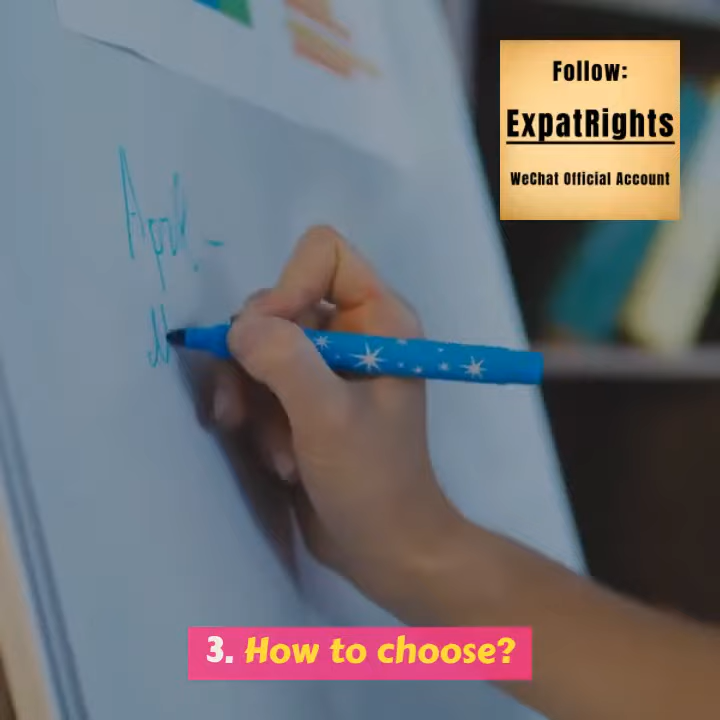 Follow:
ExpatRights
WeChat Official Account
April -
3. How to choose?